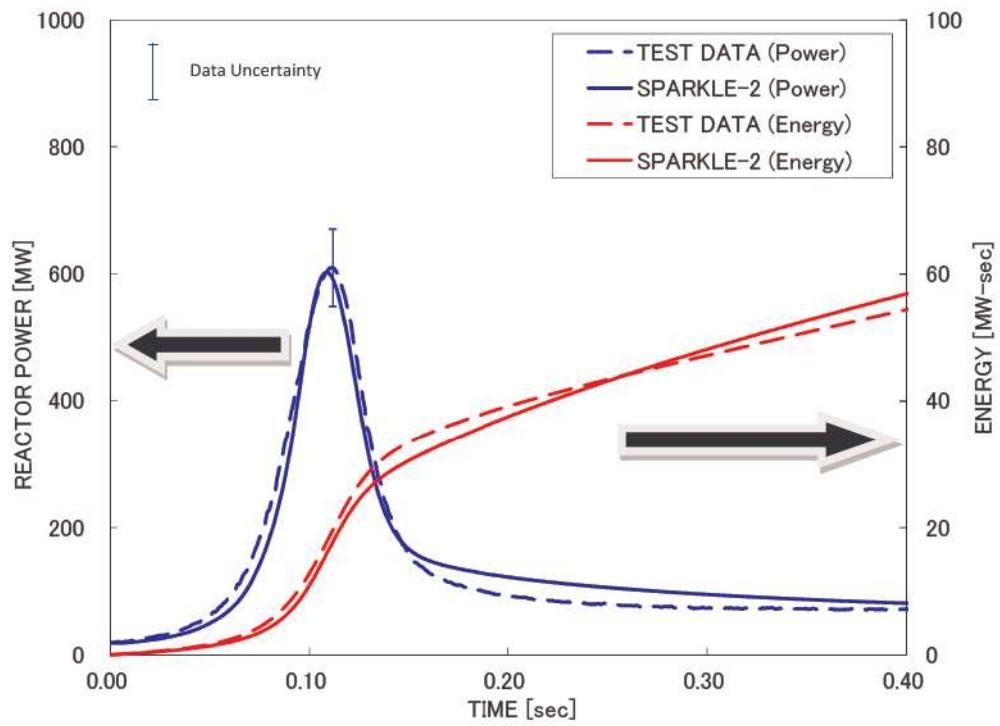 1000
800
600
400
200
0
REACTOR POWER [MW]
Data Uncertainty
TEST DATA (Power)
SPARKLE-2 (Power)
TEST DATA (Energy)
SPARKLE-2 (Energy)
100
80
60
40
20
0
ENERGY [MW-sec]
0.00 0.10 0.20 0.30 0.40
TIME [sec]